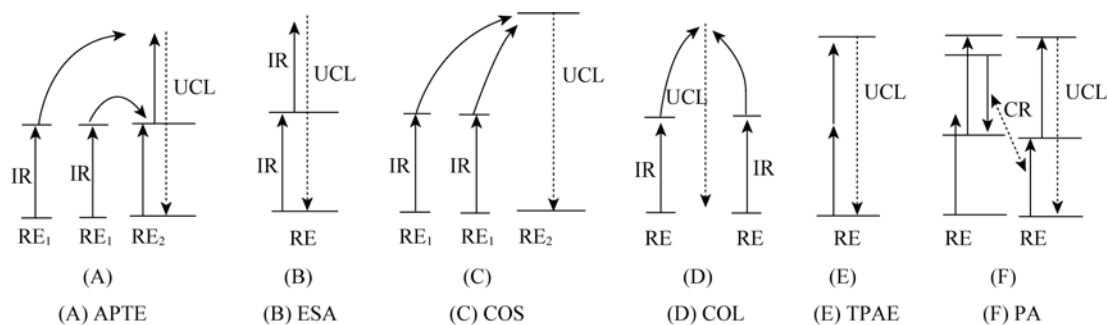 IR UCL IR IR UCL RE₁ RE₁ RE₂
IR UCL IR RE
IR IR UCL RE₁ RE₁ RE₂
UCL IR IR RE RE
UCL
CR UCL RE RE
(A) (B) (C) (D) (E) (F)
(A) APTE (B) ESA (C) COS (D) COL (E) TPAE (F) PA